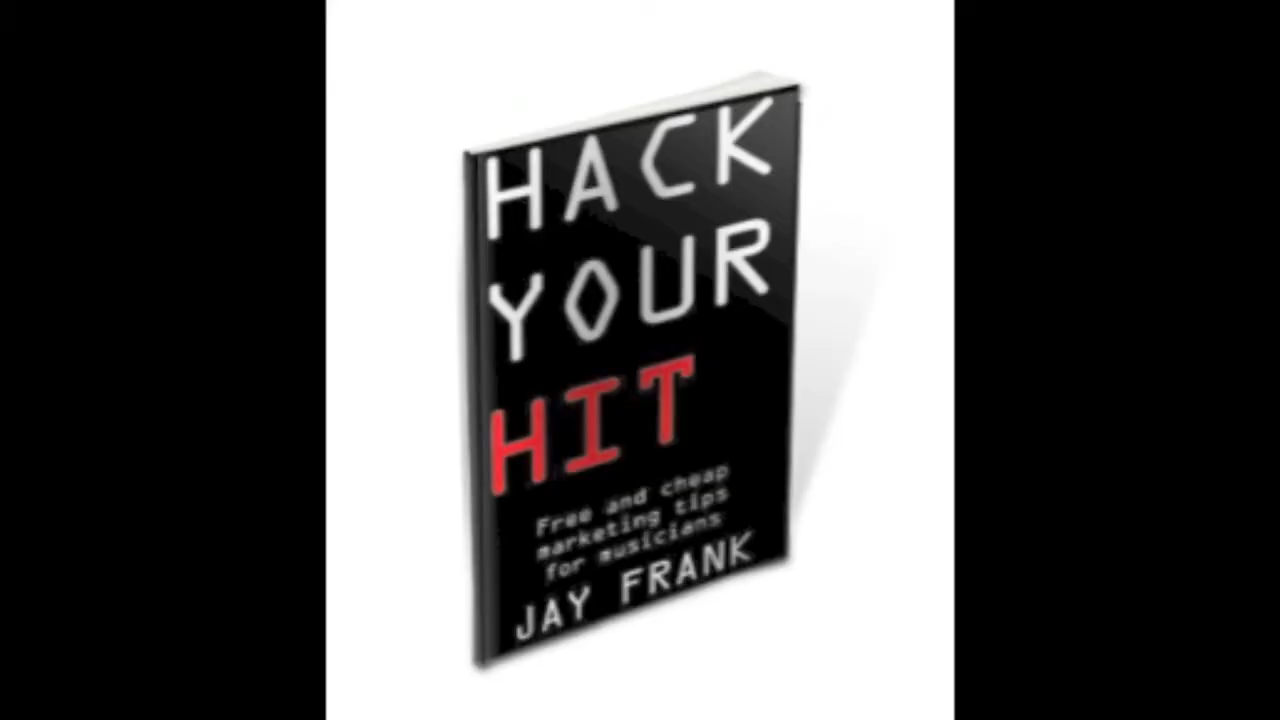 HACK
YOUR
HIT
Free and cheap
marketing tips
for musicians
JAY FRANK